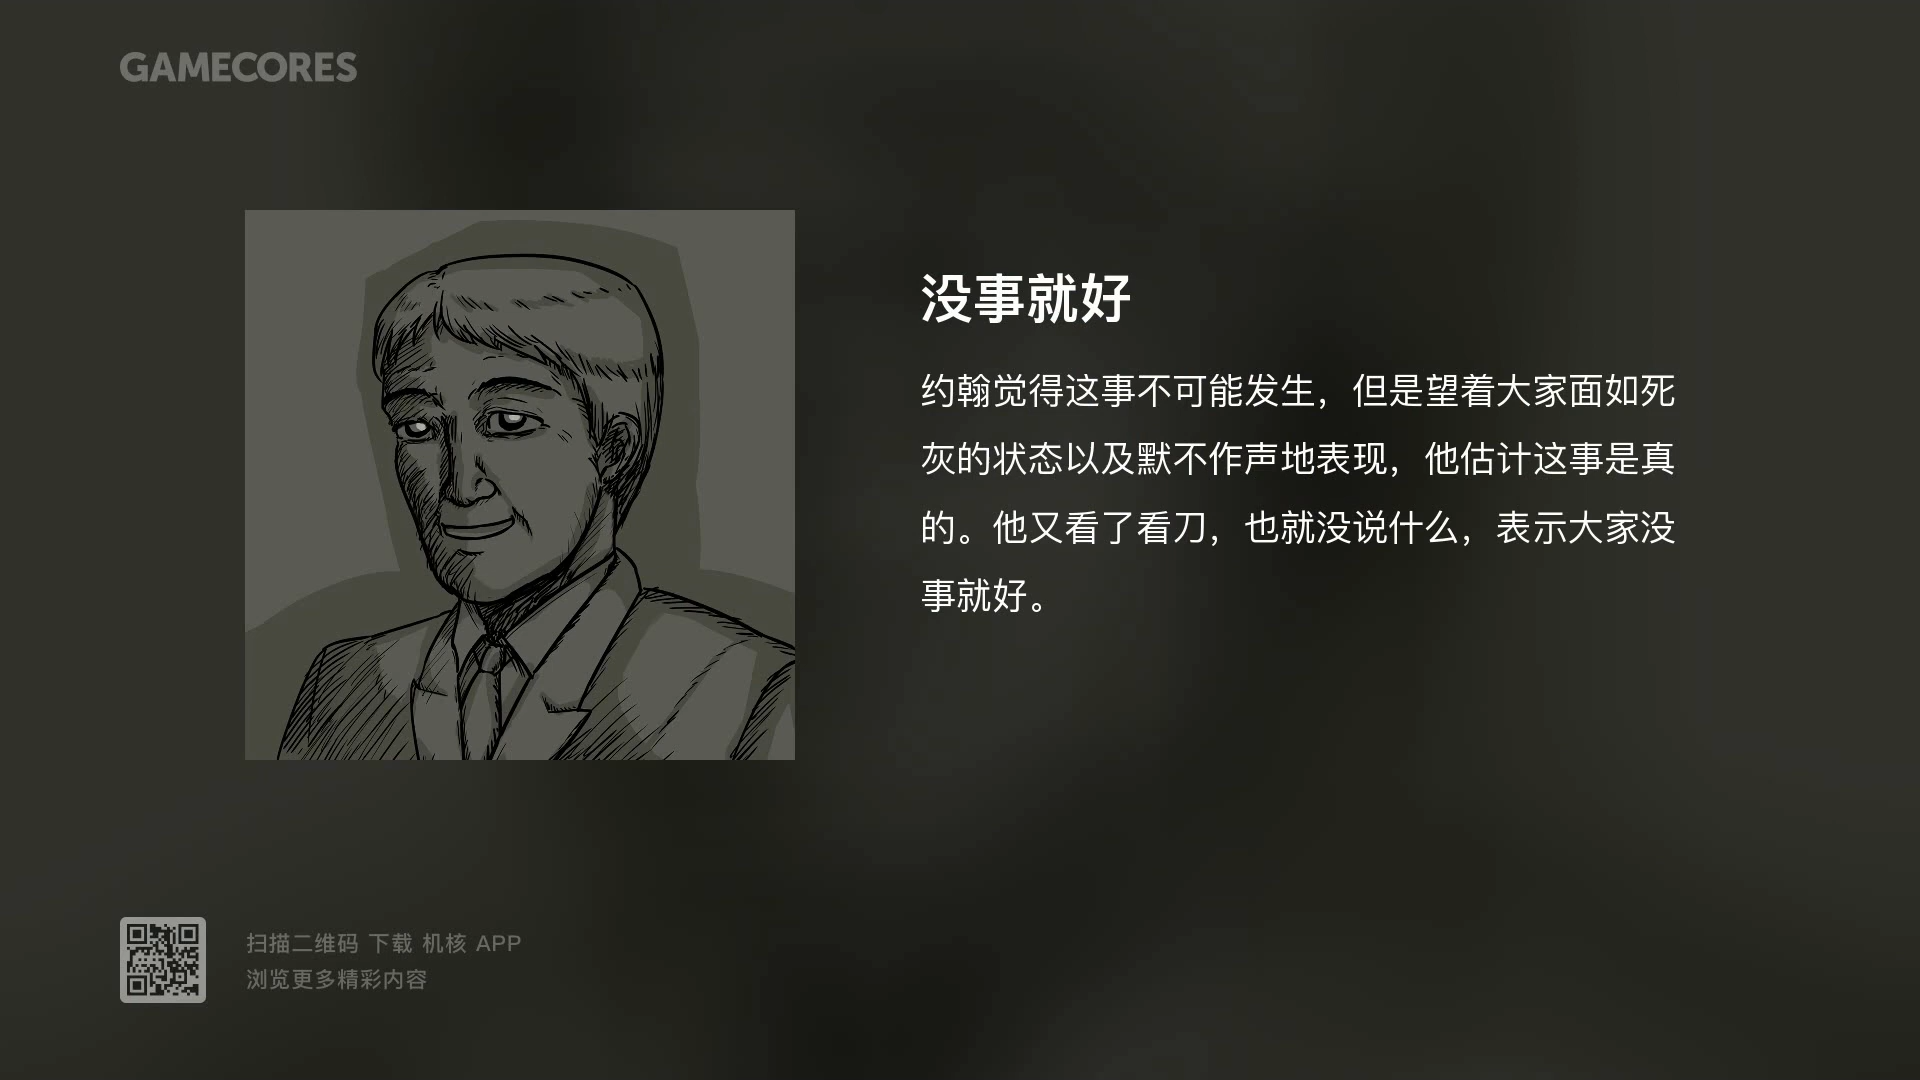 GAMECORES
没事就好
约翰觉得这事不可能发生，但是望着大家面如死
灰的状态以及默不作声地表现，他估计这事是真
的。他又看了看刀，也就没说什么，表示大家没
事就好。
扫描二维码 下载 机核 APP
浏览更多精彩内容